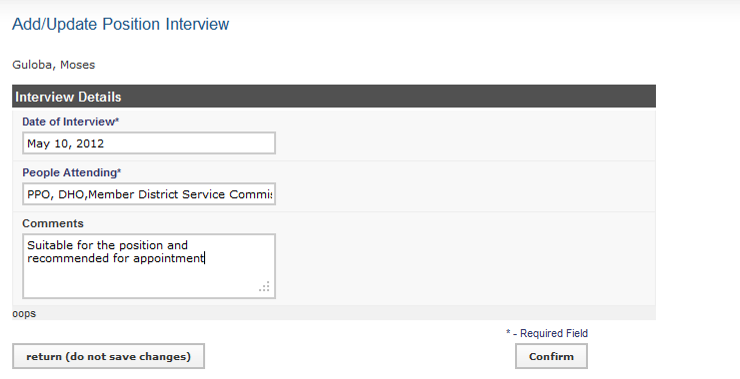 Add/Update Position Interview
Guloba, Moses
Interview Details
Date of Interview*
May 10, 2012
People Attending*
PPO, DHO,Member District Service Commi
Comments
Suitable for the position and
recommended for appointment
oops
* - Required Field
return (do not save changes)
Confirm